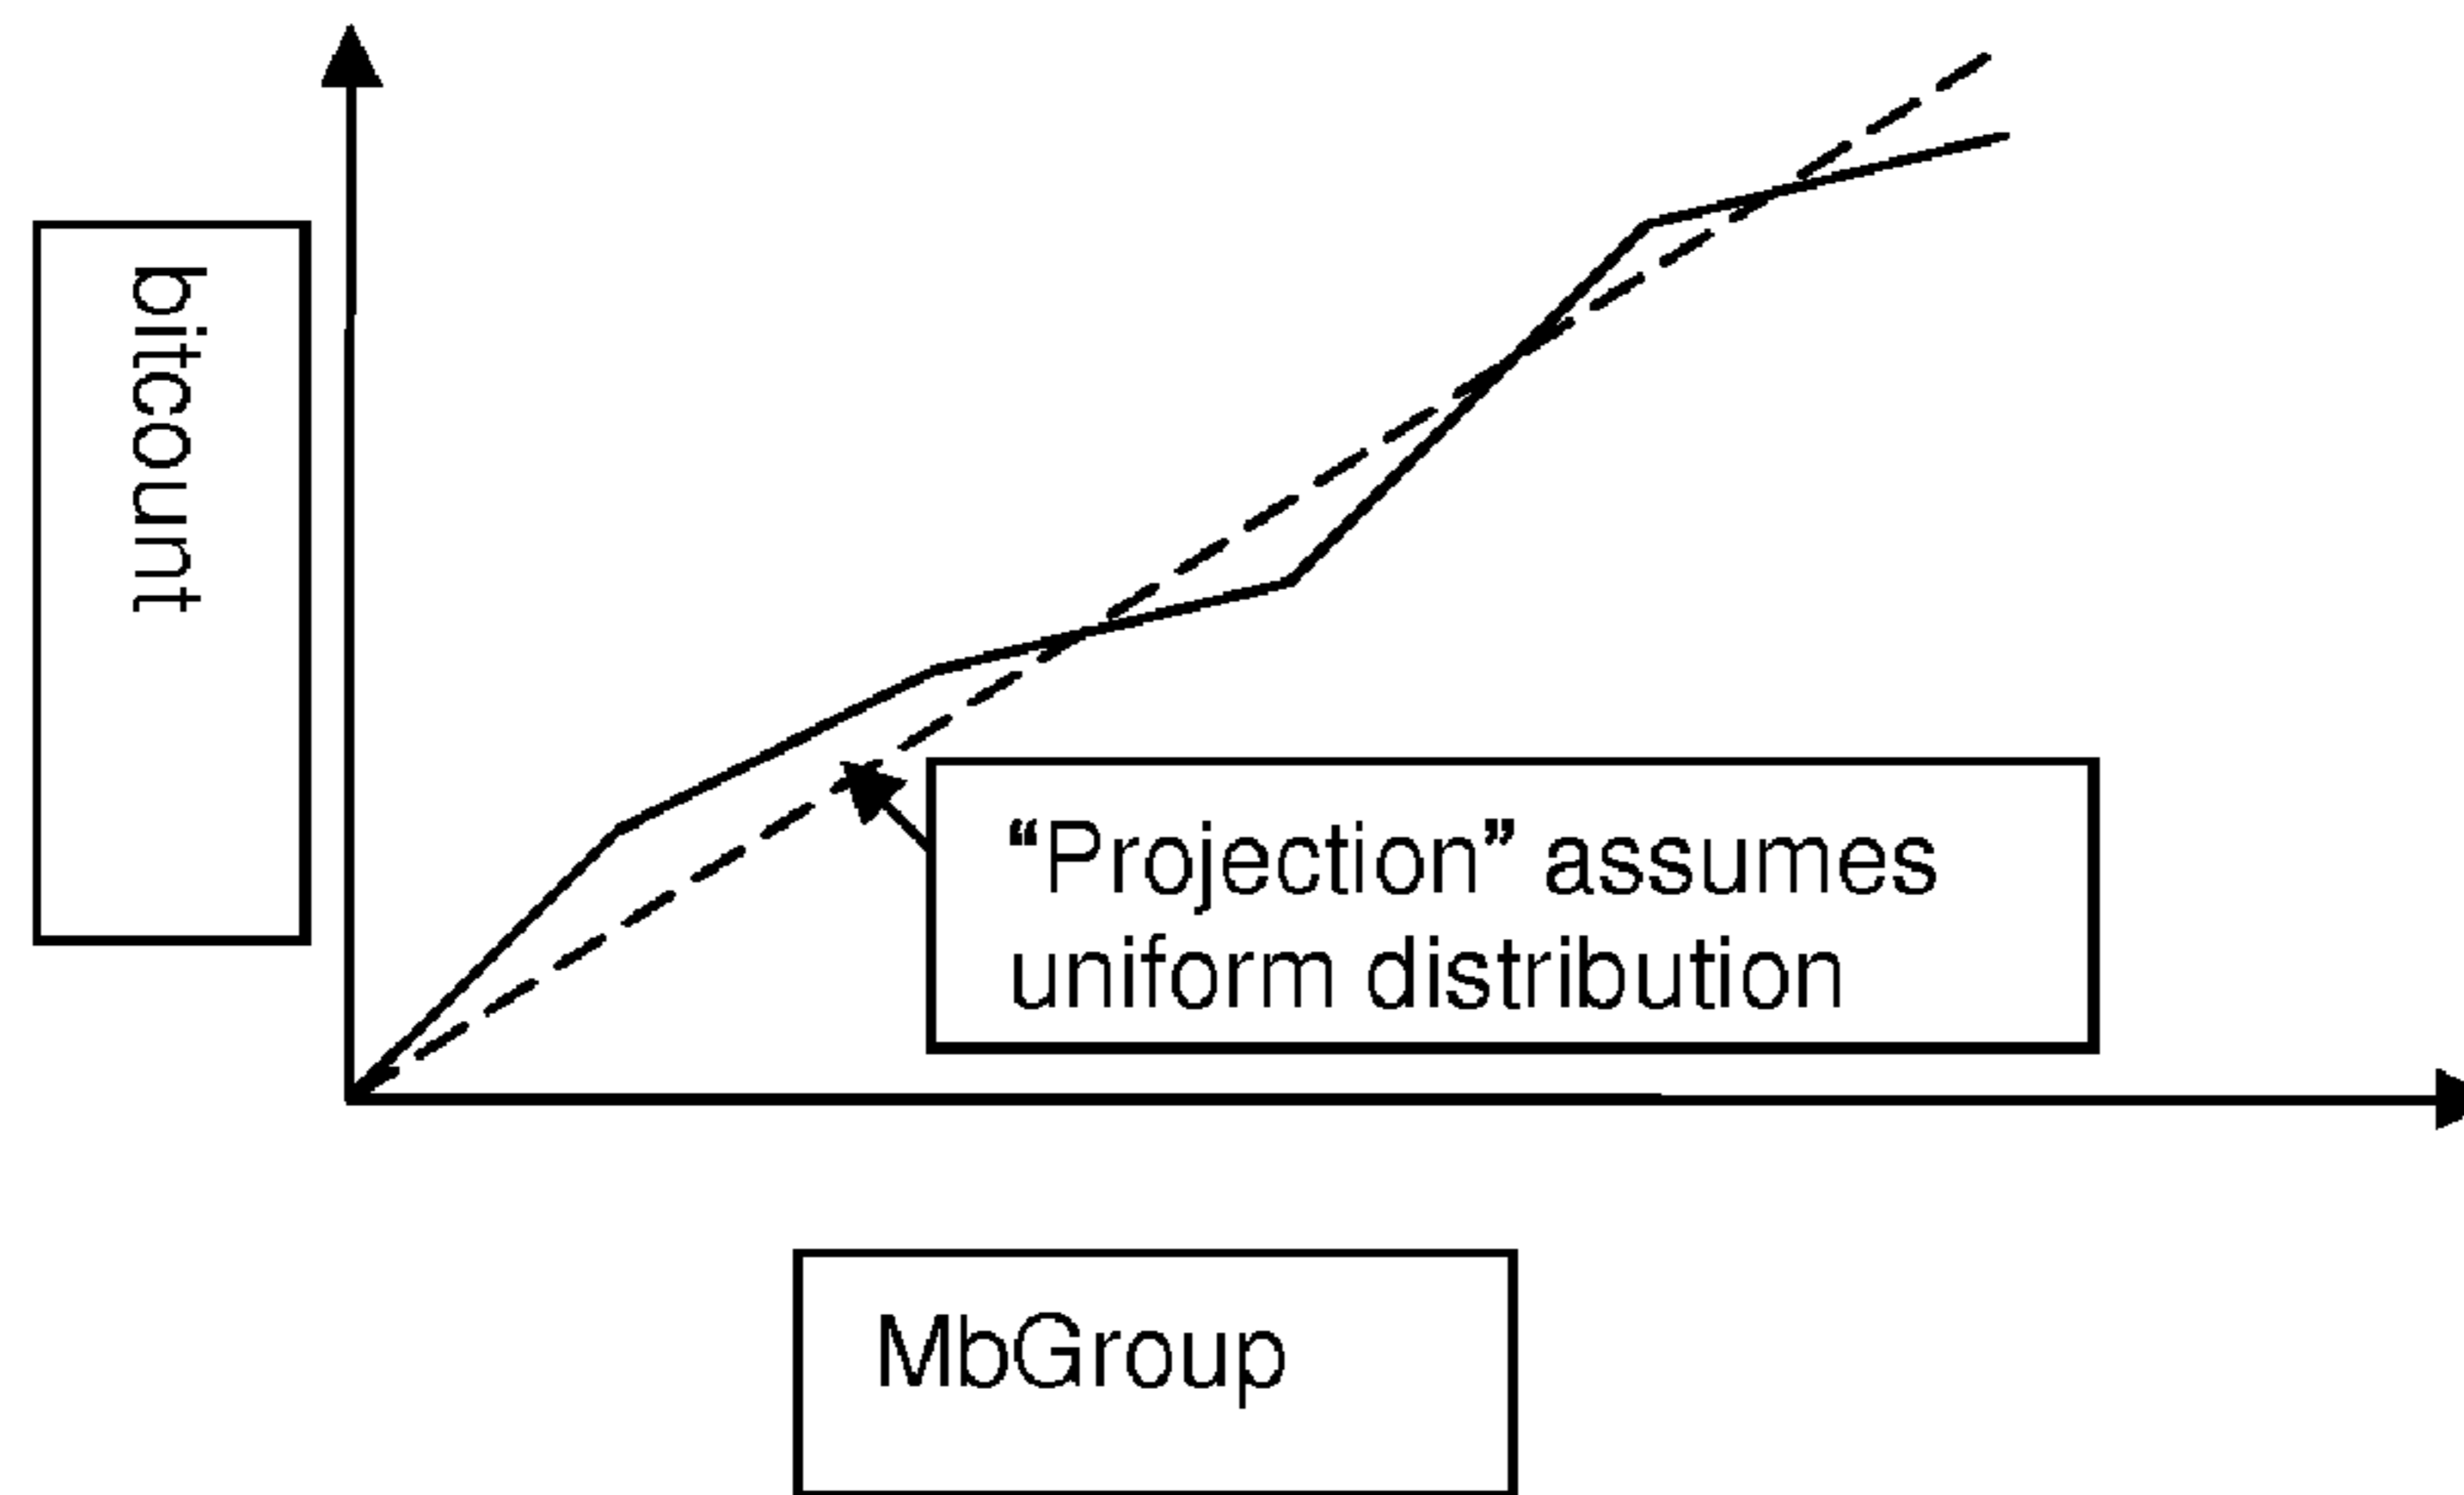 bitcount
“Projection” assumes
uniform distribution
MbGroup